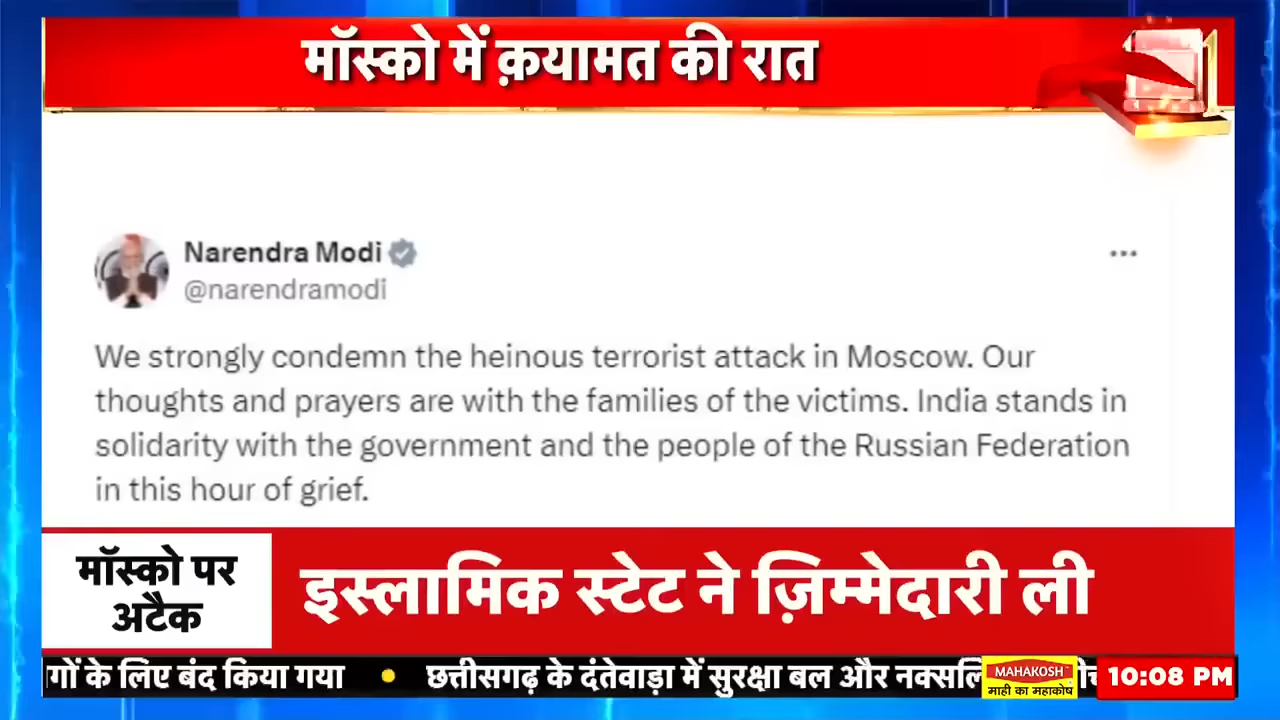 मॉस्को में क़यामत की रात
1
Narendra Modi
@narendramodi
We strongly condemn the heinous terrorist attack in Moscow. Our
thoughts and prayers are with the families of the victims. India stands in
solidarity with the government and the people of the Russian Federation
in this hour of grief.
मॉस्को पर
अटैक
इस्लामिक स्टेट ने ज़िम्मेदारी ली
गों के लिए बंद किया गया • छत्तीसगढ़ के दंतेवाड़ा में सुरक्षा बल और
MAHAKOSH
माही का महाकोष
10:08 PM